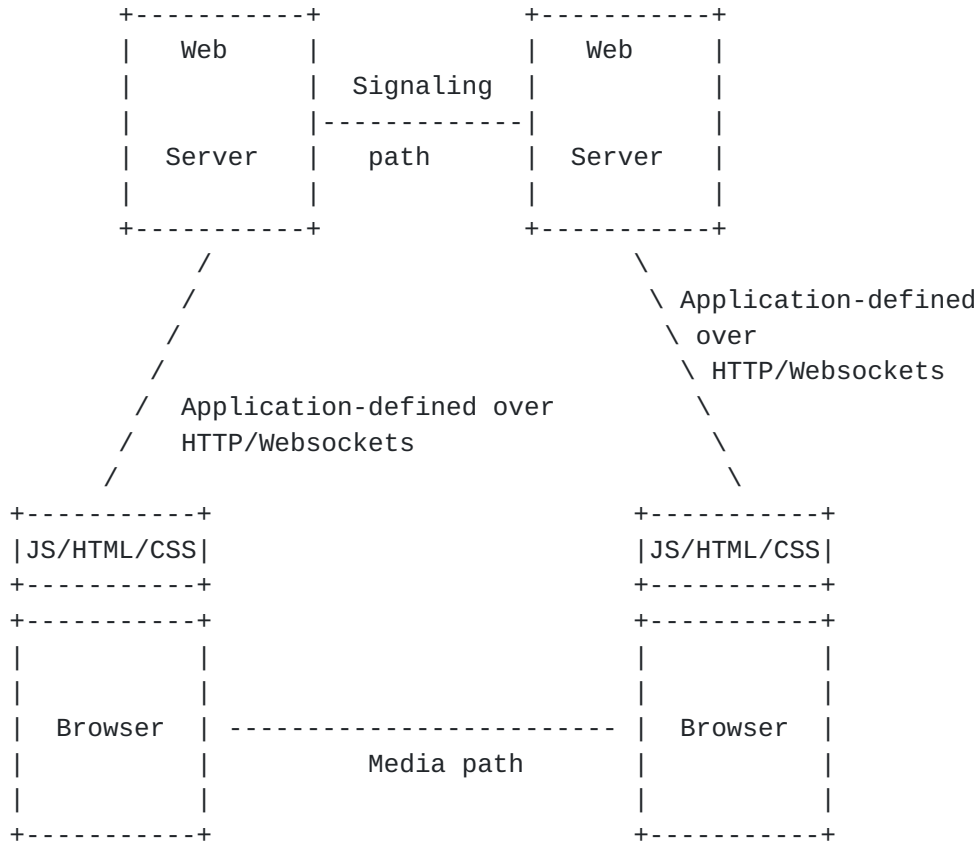 Web Web
Signaling
Server path Server
Application-defined
over
HTTP/Websockets
Application-defined over
HTTP/Websockets
JS/HTML/CSS JS/HTML/CSS
Browser Browser
Media path